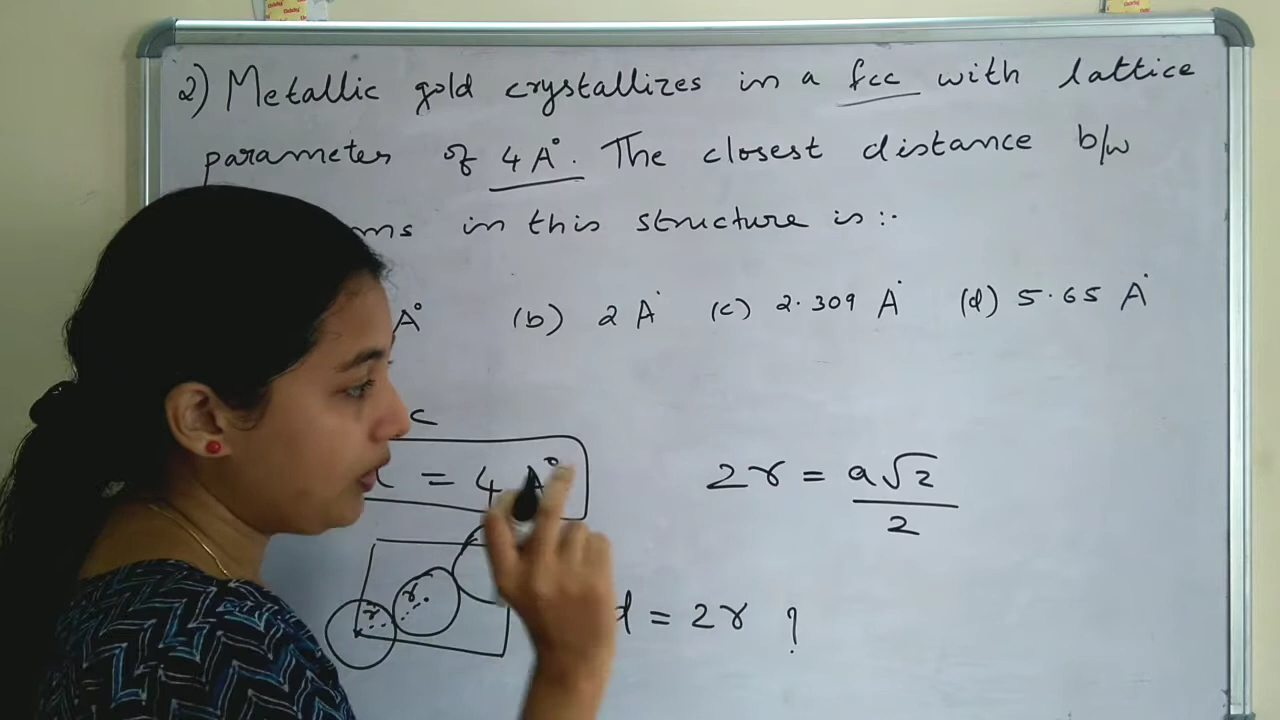 2) Metallic gold crystallizes in a fcc with lattice
parameter of 4 A°. The closest distance b/w
in this structure is :-
A° (b) 2 A° (c) 2.309 A° (d) 5.65 A°
c
= 4 A°
2r = a√2
2
r r
d = 2r ?